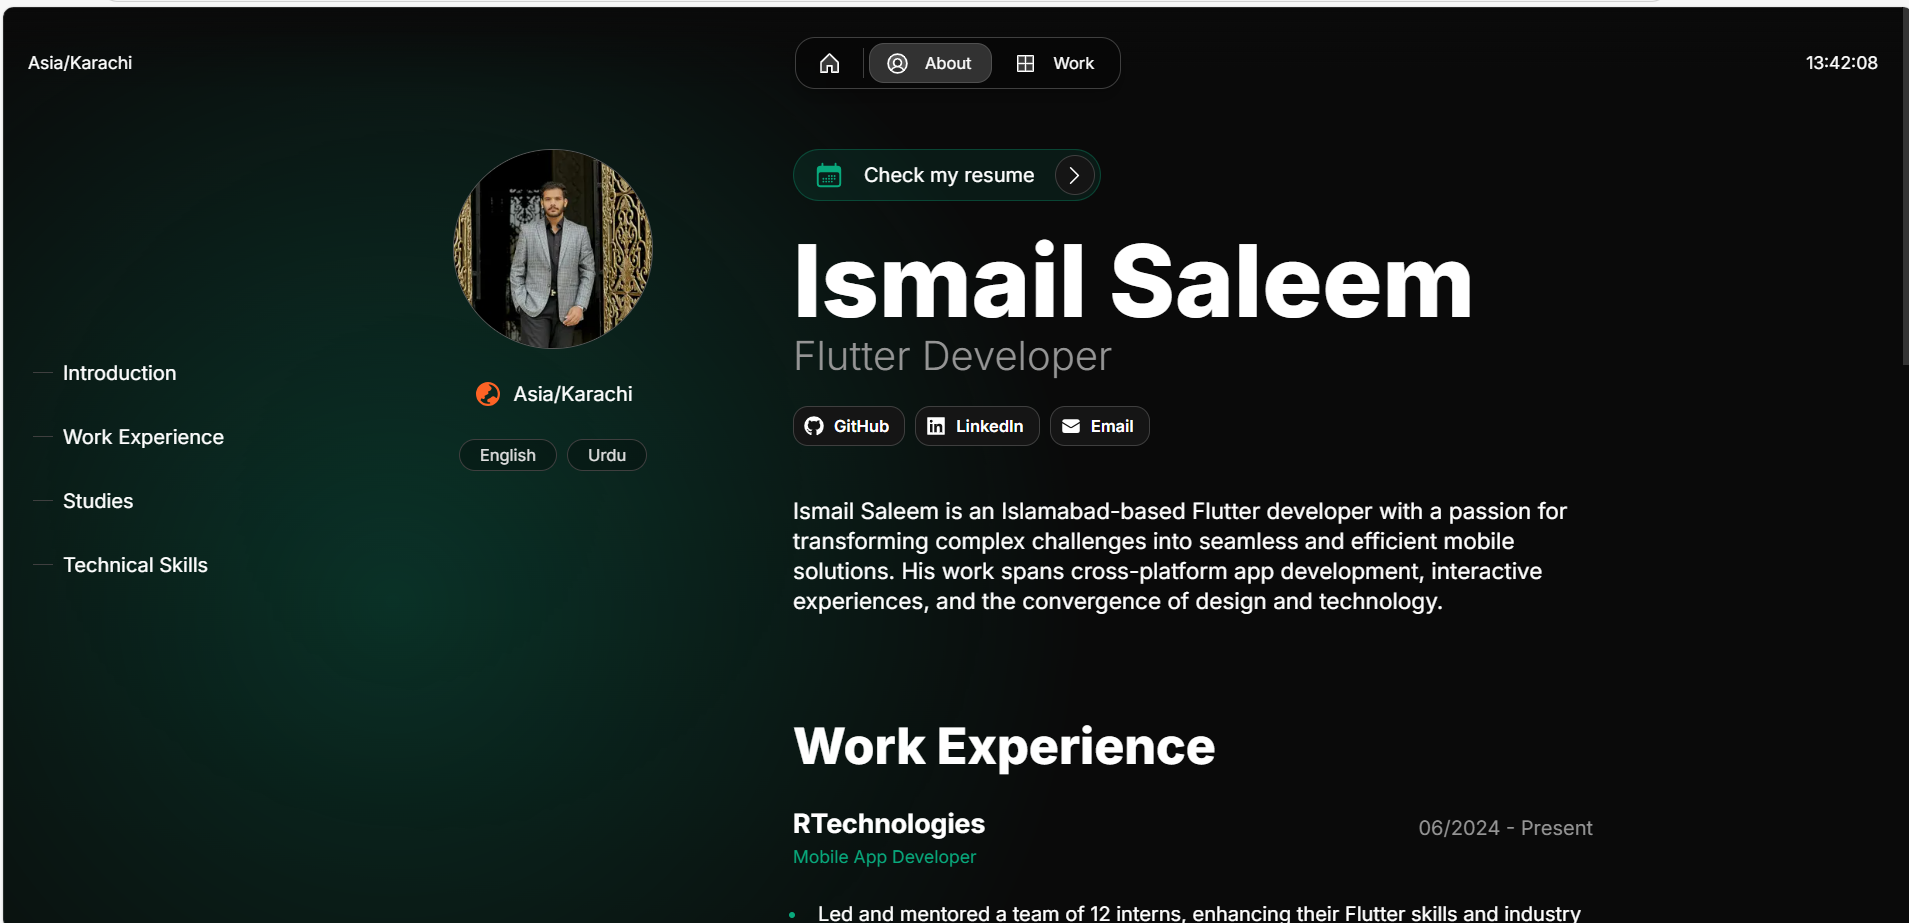 Asia/Karachi
About
Work
13:42:08
Check my resume
Ismail Saleem
Flutter Developer
GitHub
LinkedIn
Email
Introduction
Work Experience
Studies
Technical Skills
Asia/Karachi
English
Urdu
Ismail Saleem is an Islamabad-based Flutter developer with a passion for
transforming complex challenges into seamless and efficient mobile
solutions. His work spans cross-platform app development, interactive
experiences, and the convergence of design and technology.
Work Experience
RTechnologies
06/2024 - Present
Mobile App Developer
Led and mentored a team of 12 interns, enhancing their Flutter skills and industry